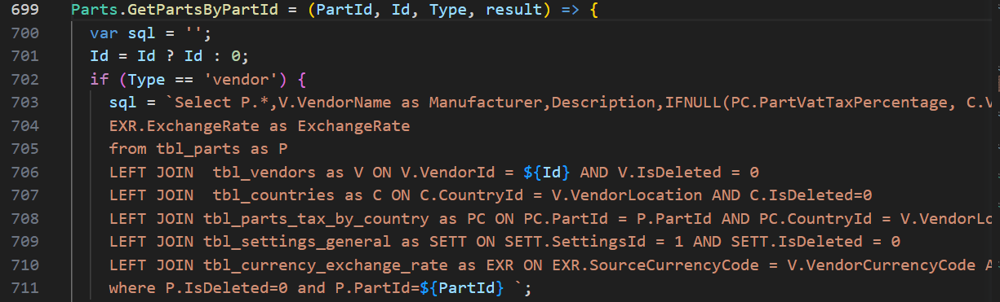 699 Parts.GetPartsByPartId = (PartId, Id, Type, result) => {
700 var sql = '';
701 Id = Id ? Id : 0;
702 if (Type == 'vendor') {
703 sql = `Select P.*,V.VendorName as Manufacturer,Description,IFNULL(PC.PartVatTaxPercentage, C.V
704 EXR.ExchangeRate as ExchangeRate
705 from tbl_parts as P
706 LEFT JOIN  tbl_vendors as V ON V.VendorId = ${Id} AND V.IsDeleted = 0
707 LEFT JOIN  tbl_countries as C ON C.CountryId = V.VendorLocation AND C.IsDeleted=0
708 LEFT JOIN tbl_parts_tax_by_country as PC ON PC.PartId = P.PartId AND PC.CountryId = V.VendorLo
709 LEFT JOIN tbl_settings_general as SETT ON SETT.SettingsId = 1 AND SETT.IsDeleted = 0
710 LEFT JOIN tbl_currency_exchange_rate as EXR ON EXR.SourceCurrencyCode = V.VendorCurrencyCode A
711 where P.IsDeleted=0 and P.PartId=${PartId} `;